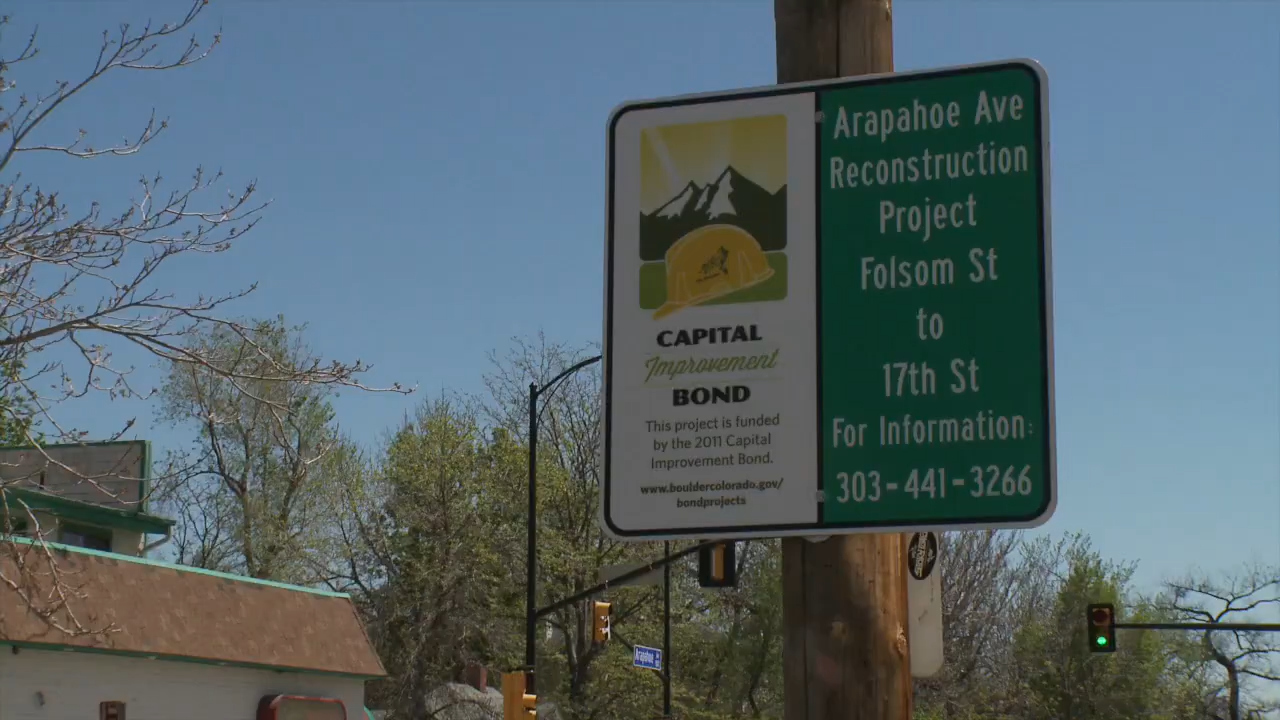 CAPITAL
Improvement
BOND
This project is funded
by the 2011 Capital
Improvement Bond.
www.bouldercolorado.gov/
bondprojects
Arapahoe Ave
Reconstruction
Project
Folsom St
to
17th St
For Information:
303-441-3266
Arapahoe